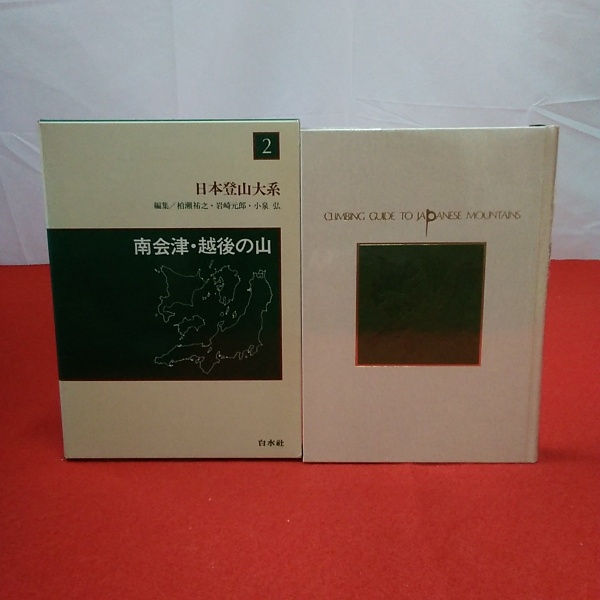 2
日本登山大系
編集/柏瀬祐之・岩崎元郎・小泉 弘
南会津・越後の山
白水社
CLIMBING GUIDE TO JAPANESE MOUNTAINS